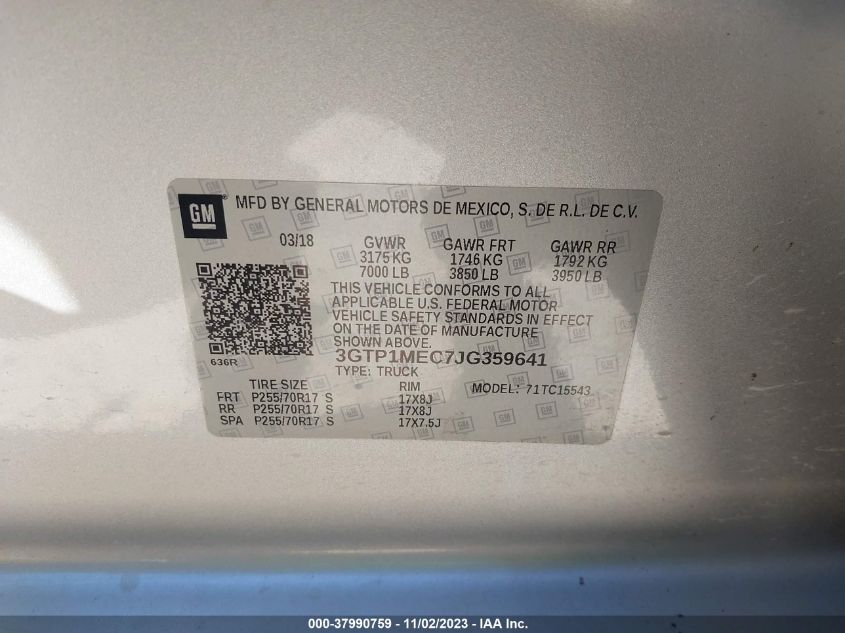 GM ® MFD BY GENERAL MOTORS DE MEXICO, S. DE R.L. DE C.V.
03/18 GVWR GAWR FRT GAWR RR
3175 KG 1746 KG 1792 KG
7000 LB 3850 LB 3950 LB
THIS VEHICLE CONFORMS TO ALL
APPLICABLE U.S. FEDERAL MOTOR
VEHICLE SAFETY STANDARDS IN EFFECT
ON THE DATE OF MANUFACTURE
SHOWN ABOVE.
636R 3GTP1MEC7JG359641
TYPE: TRUCK
TIRE SIZE RIM MODEL: 71TC15543
FRT P255/70R17 S 17X8J
RR P255/70R17 S 17X8J
SPA P255/70R17 S 17X7.5J
000-37990759 - 11/02/2023 - IAA Inc.